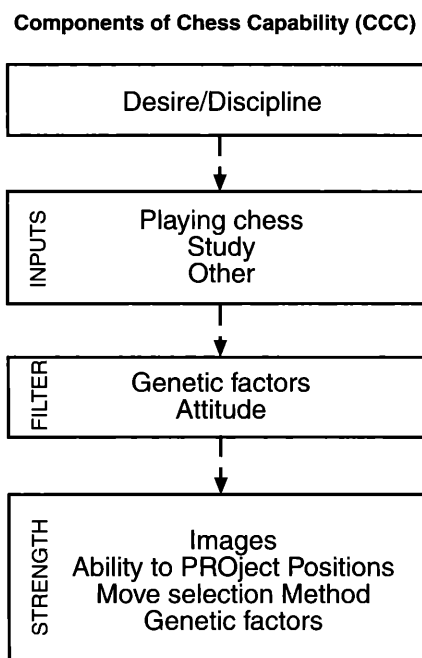 Components of Chess Capability (CCC)
Desire/Discipline
INPUTS
Playing chess
Study
Other
FILTER
Genetic factors
Attitude
STRENGTH
Images
Ability to PROject Positions
Move selection Method
Genetic factors